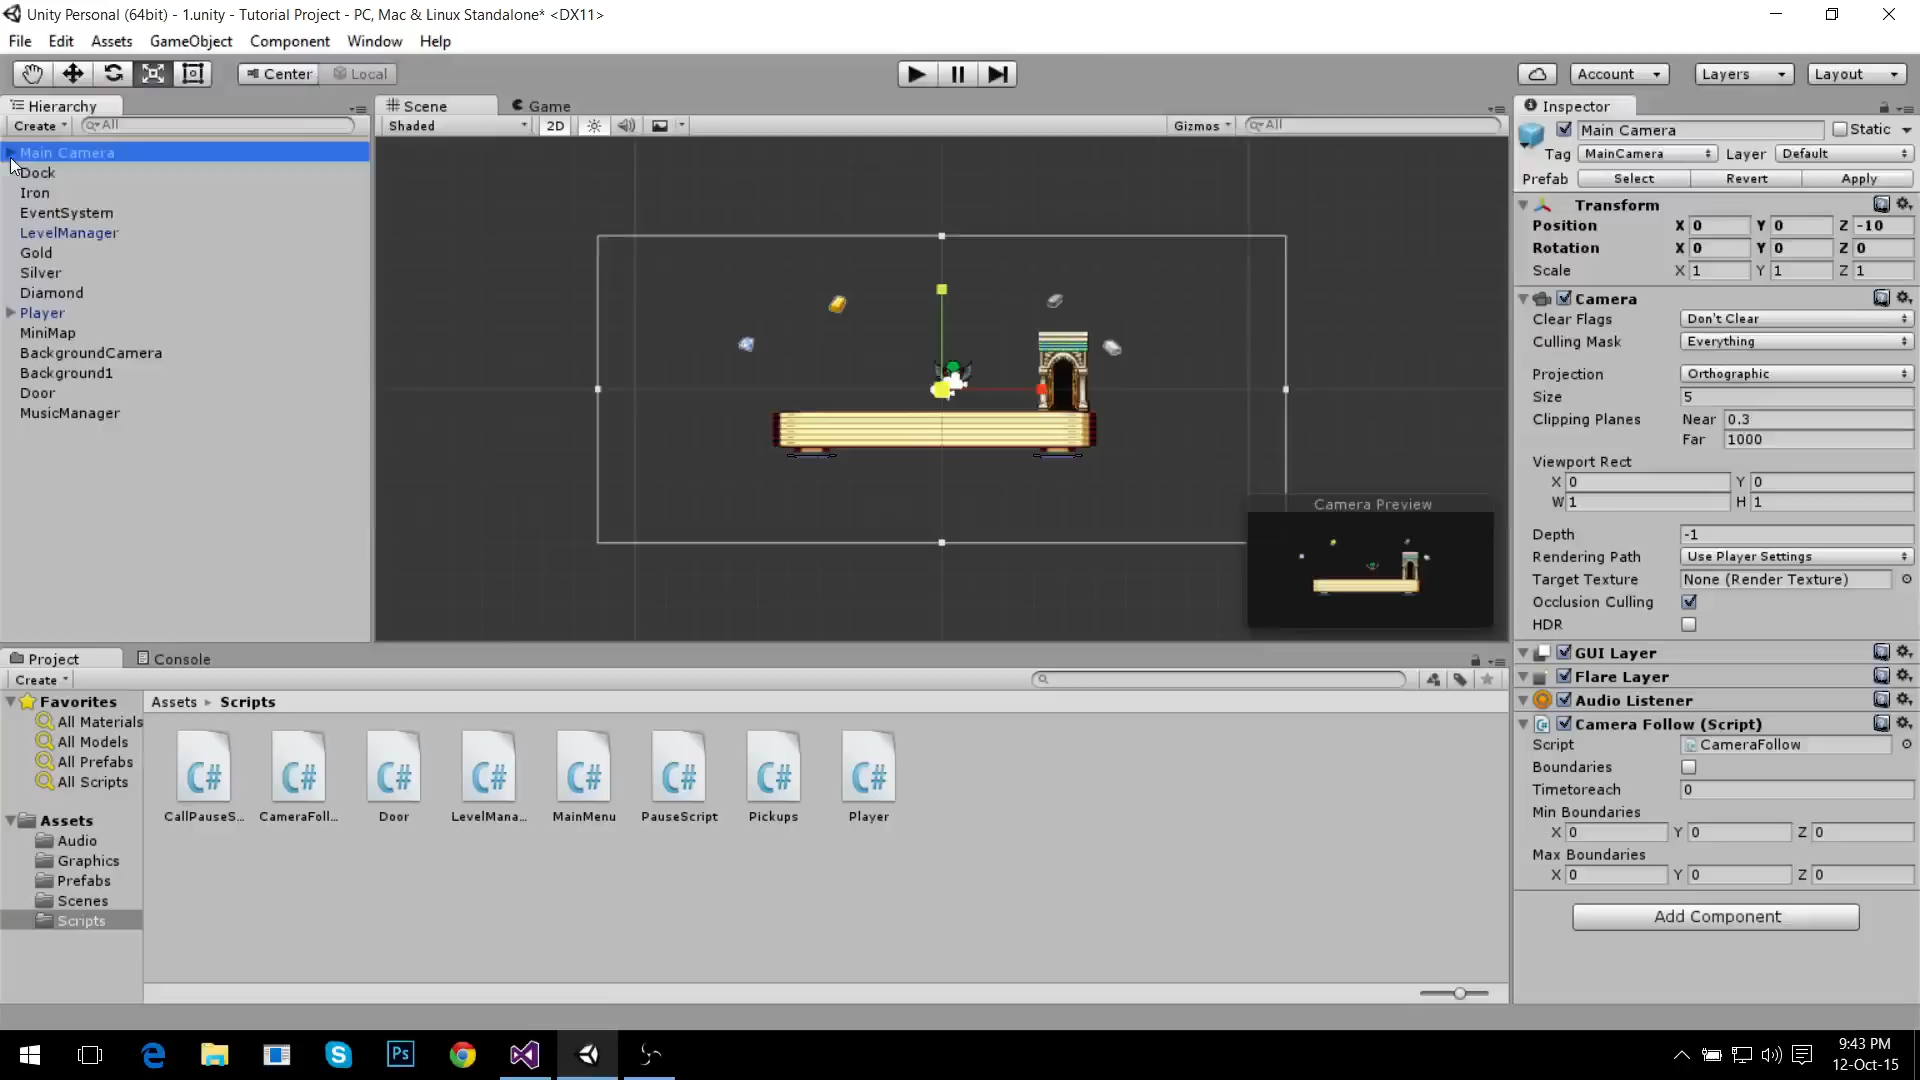 Unity Personal (64bit) - 1.unity - Tutorial Project - PC, Mac & Linux Standalone* <DX11>
File Edit Assets GameObject Component Window Help
Center Local Account Layers Layout
Hierarchy
Create All
Main Camera
Dock
Iron
EventSystem
LevelManager
Gold
Silver
Diamond
Player
MiniMap
BackgroundCamera
Background1
Door
MusicManager
Scene Game
Shaded 2D Gizmos All
Camera Preview
Inspector
Main Camera Static
Tag MainCamera Layer Default
Prefab Select Revert Apply
Transform
Position X 0 Y 0 Z -10
Rotation X 0 Y 0 Z 0
Scale X 1 Y 1 Z 1
Camera
Clear Flags Don't Clear
Culling Mask Everything
Projection Orthographic
Size 5
Clipping Planes Near 0.3
Far 1000
Viewport Rect
X 0 Y 0
W 1 H 1
Depth -1
Rendering Path Use Player Settings
Target Texture None (Render Texture)
Occlusion Culling
HDR
GUI Layer
Flare Layer
Audio Listener
Camera Follow (Script)
Script CameraFollow
Boundaries
Timetoreach 0
Min Boundaries
X 0 Y 0 Z 0
Max Boundaries
X 0 Y 0 Z 0
Add Component
Project Console
Create
Favorites
All Materials
All Models
All Prefabs
All Scripts
Assets
Audio
Graphics
Prefabs
Scenes
Scripts
Assets Scripts
C# C# C# C# C# C# C# C#
CallPauseS... CameraFoll... Door LevelMana... MainMenu PauseScript Pickups Player
Ps
9:43 PM
12-Oct-15